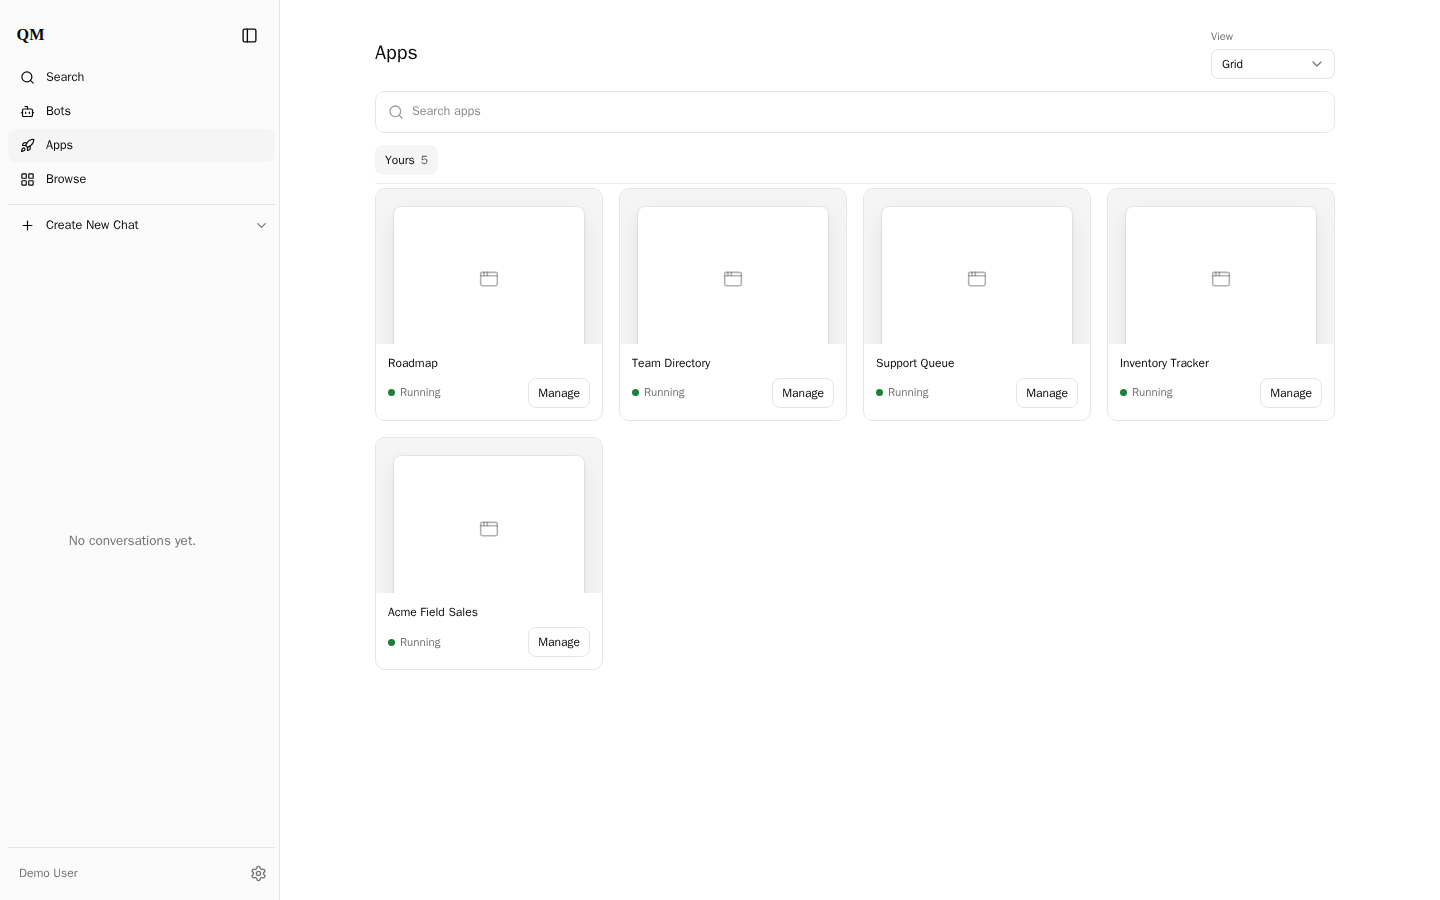 QM
Search
Bots
Apps
Browse
Create New Chat
No conversations yet.
Demo User
Apps
View
Grid
Search apps
Yours 5
Roadmap
Running
Manage
Team Directory
Running
Manage
Support Queue
Running
Manage
Inventory Tracker
Running
Manage
Acme Field Sales
Running
Manage